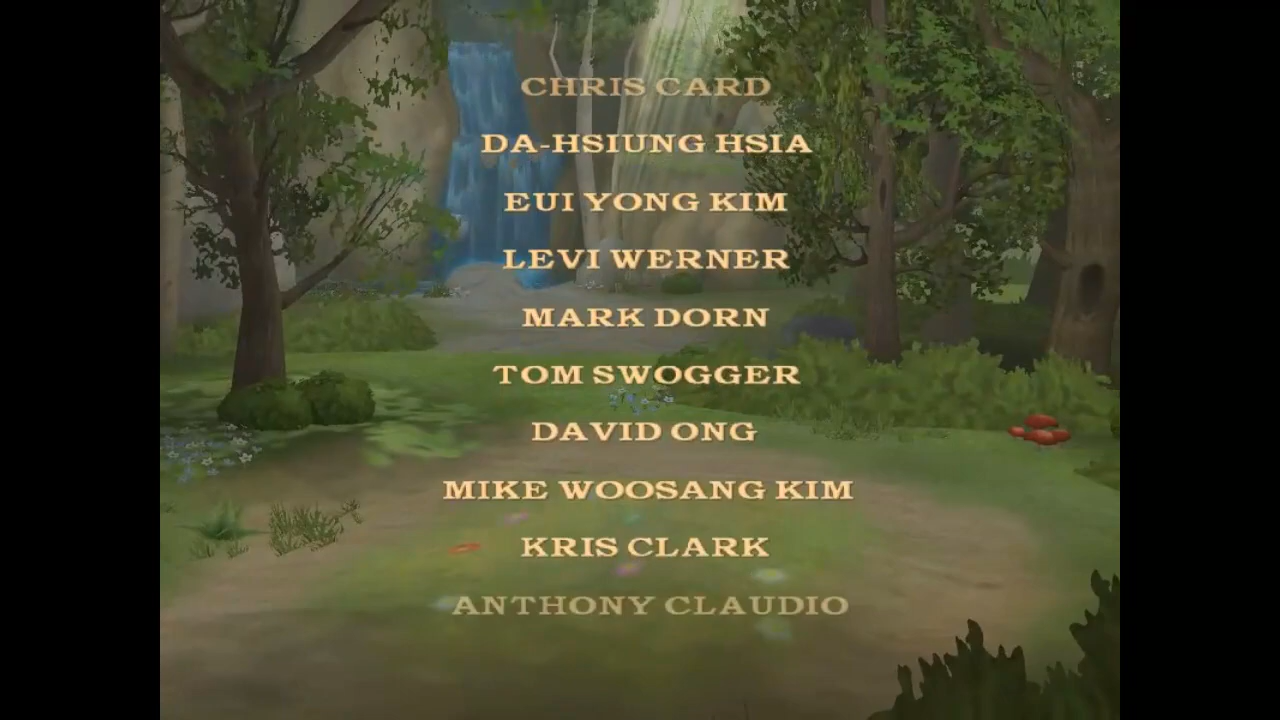 CHRIS CARD
DA-HSIUNG HSIA
EUI YONG KIM
LEVI WERNER
MARK DORN
TOM SWOGGER
DAVID ONG
MIKE WOOSANG KIM
KRIS CLARK
ANTHONY CLAUDIO